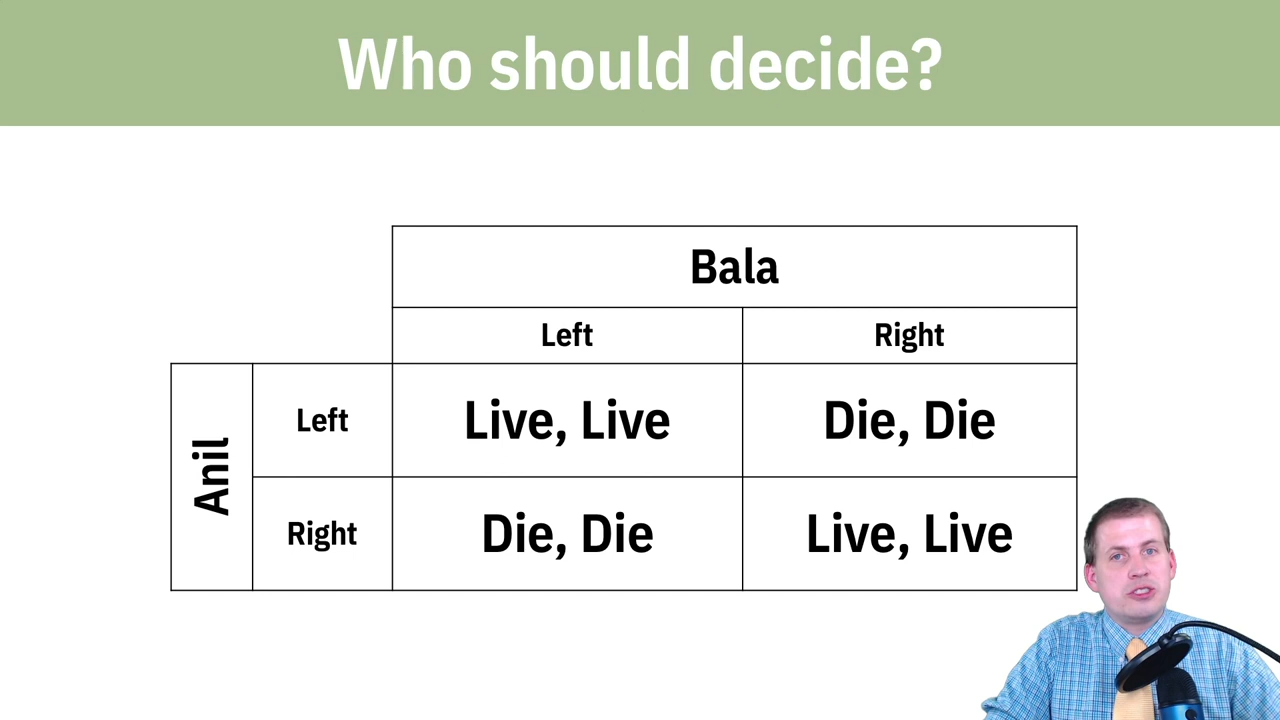 Who should decide?
Bala
Left Right
Anil
Left Live, Live Die, Die
Right Die, Die Live, Live